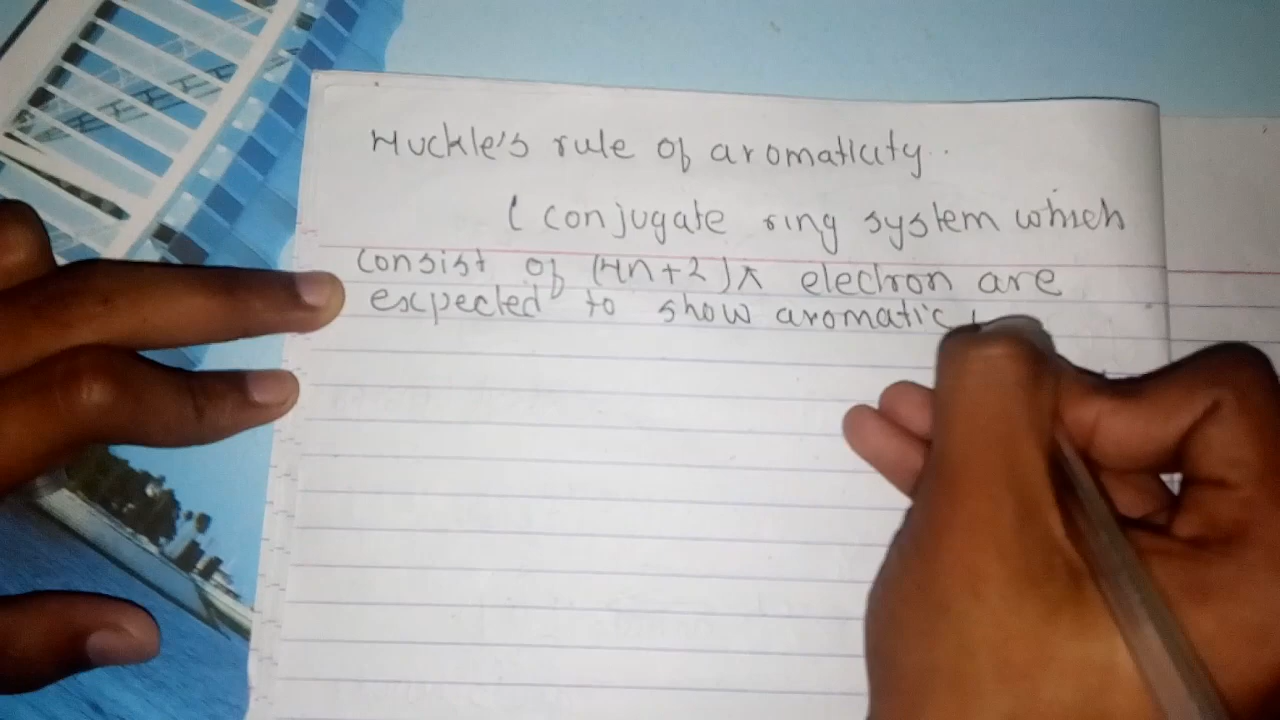 Huckle's rule of aromaticity..
( conjugate ring system which
consist of (4n+2)π electron are
expected to show aromatic